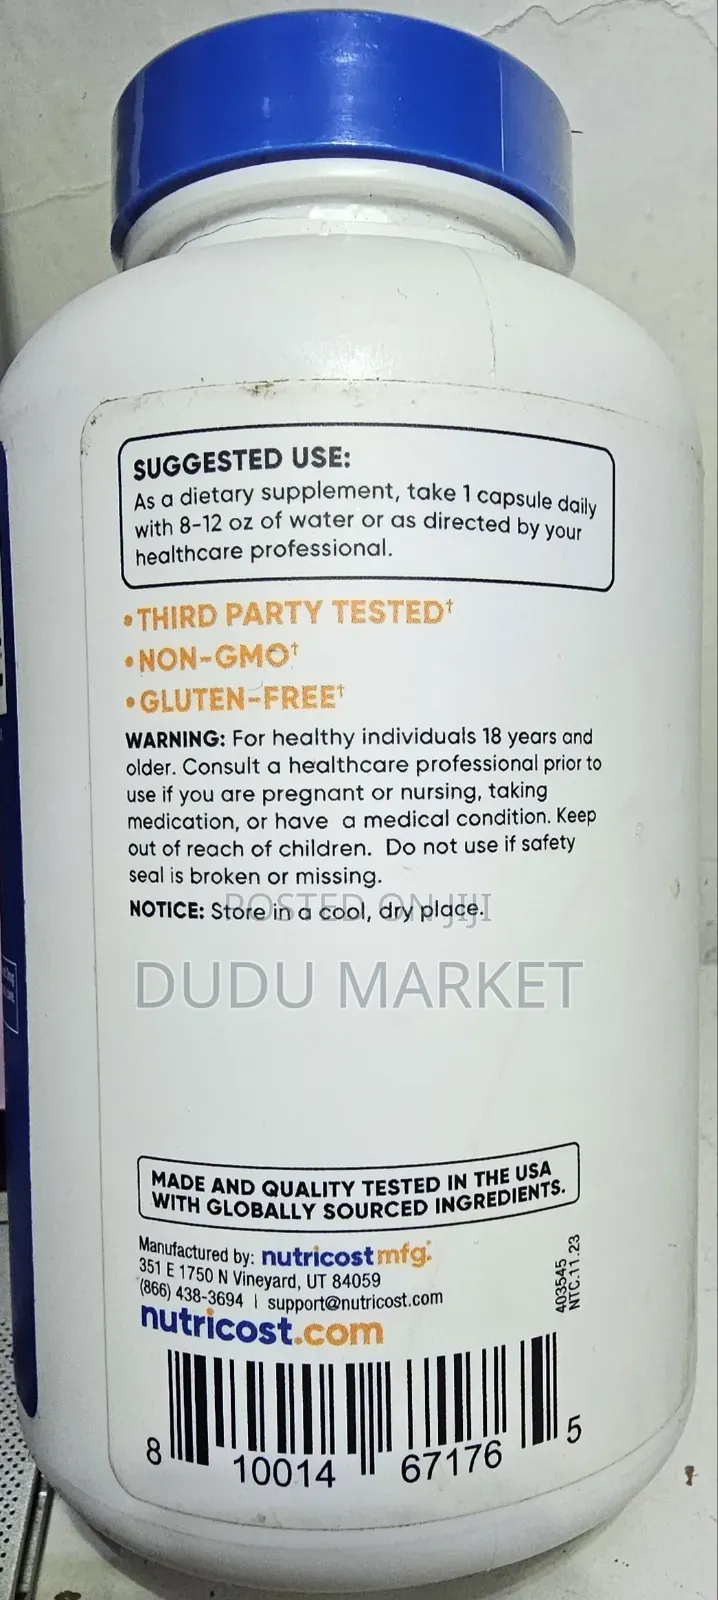 SUGGESTED USE:
As a dietary supplement, take 1 capsule daily
with 8-12 oz of water or as directed by your
healthcare professional.
•THIRD PARTY TESTED†
•NON-GMO†
•GLUTEN-FREE†
WARNING: For healthy individuals 18 years and
older. Consult a healthcare professional prior to
use if you are pregnant or nursing, taking
medication, or have a medical condition. Keep
out of reach of children. Do not use if safety
seal is broken or missing.
NOTICE: Store in a cool, dry place.
POSTED ON JIJI
DUDU MARKET
MADE AND QUALITY TESTED IN THE USA
WITH GLOBALLY SOURCED INGREDIENTS.
Manufactured by: nutricostmfg.
351 E 1750 N Vineyard, UT 84059
(866) 438-3694 | support@nutricost.com
nutricost.com
403545
NTC.11.23
8 10014 67176 5